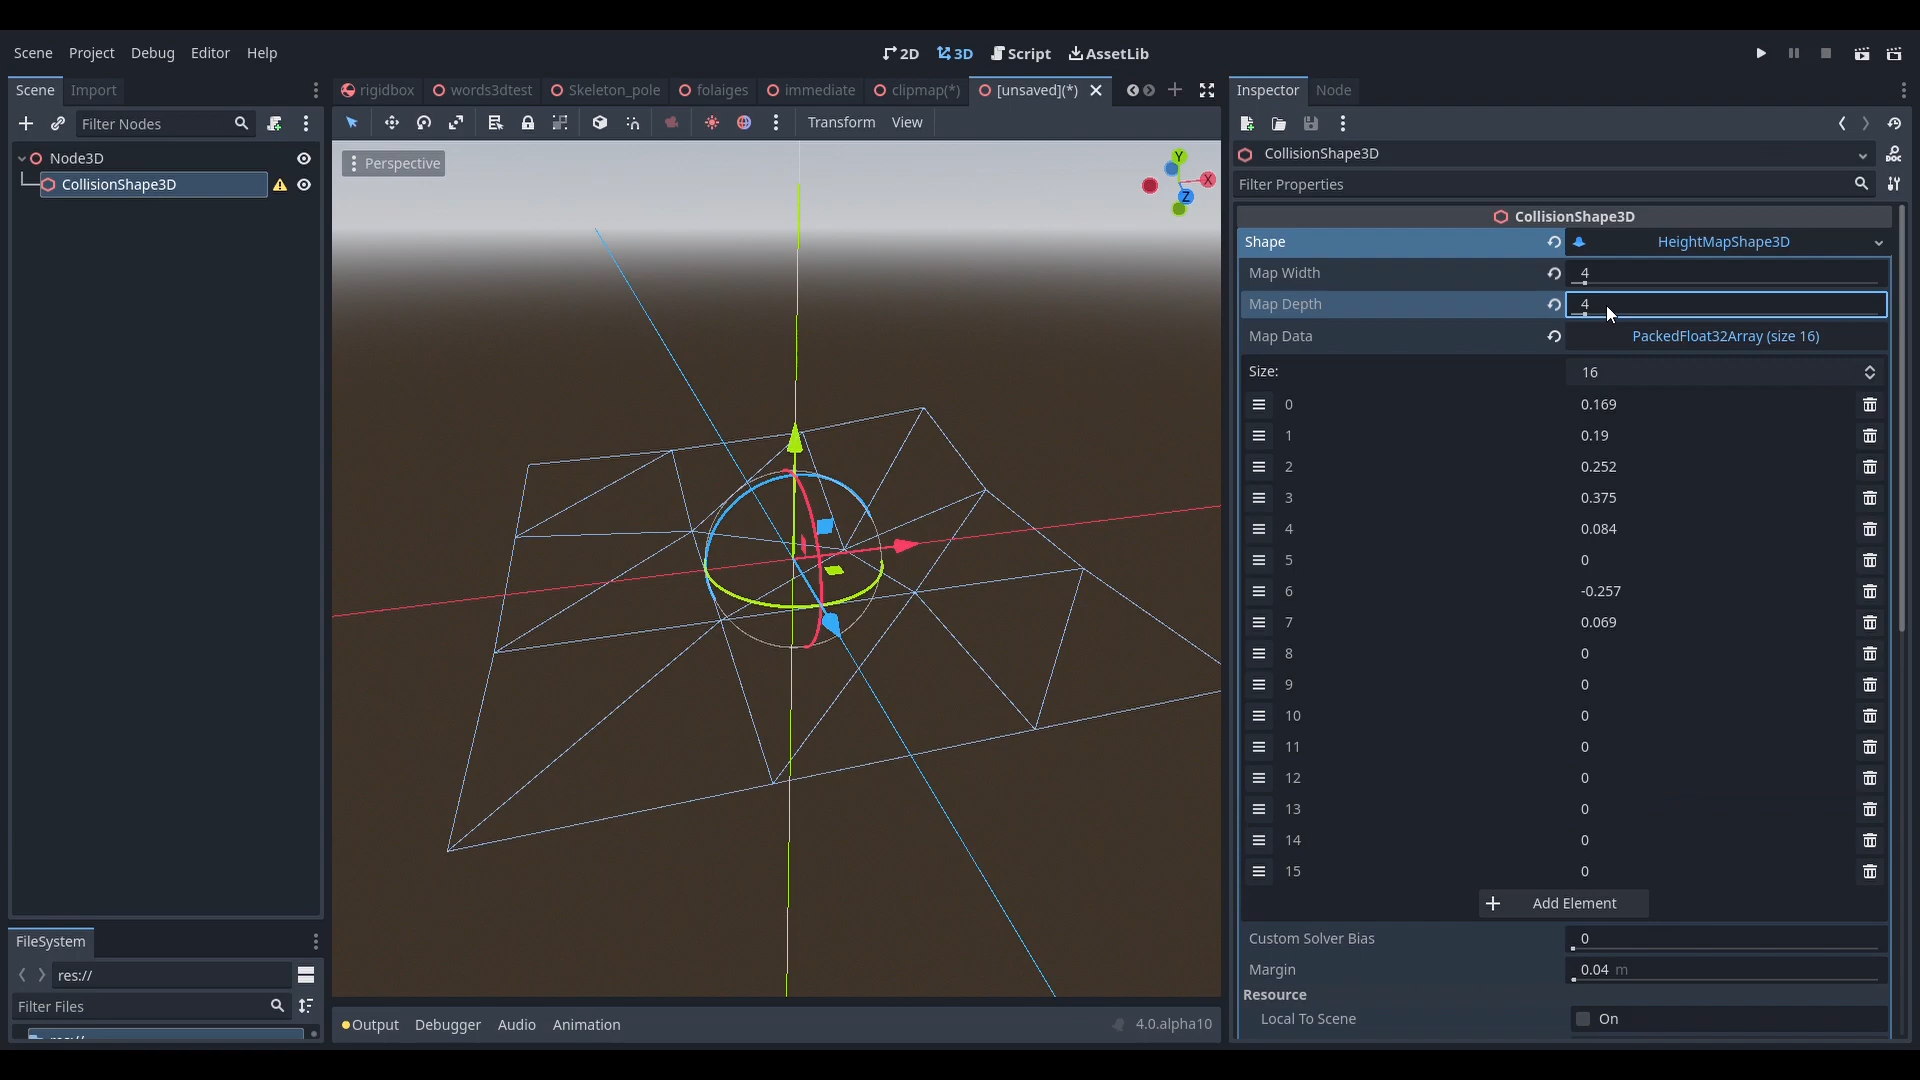 Scene Project Debug Editor Help
2D 3D Script AssetLib
Scene Import
Filter Nodes
Node3D
CollisionShape3D
FileSystem
res://
Filter Files
rigidbox words3dtest Skeleton_pole folaiges immediate clipmap(*) [unsaved](*)
Transform View
Perspective
Y
X
Z
Output Debugger Audio Animation 4.0.alpha10
Inspector Node
CollisionShape3D
Filter Properties
CollisionShape3D
Shape HeightMapShape3D
Map Width 4
Map Depth 4
Map Data PackedFloat32Array (size 16)
Size: 16
0 0.169
1 0.19
2 0.252
3 0.375
4 0.084
5 0
6 -0.257
7 0.069
8 0
9 0
10 0
11 0
12 0
13 0
14 0
15 0
Add Element
Custom Solver Bias 0
Margin 0.04 m
Resource
Local To Scene On